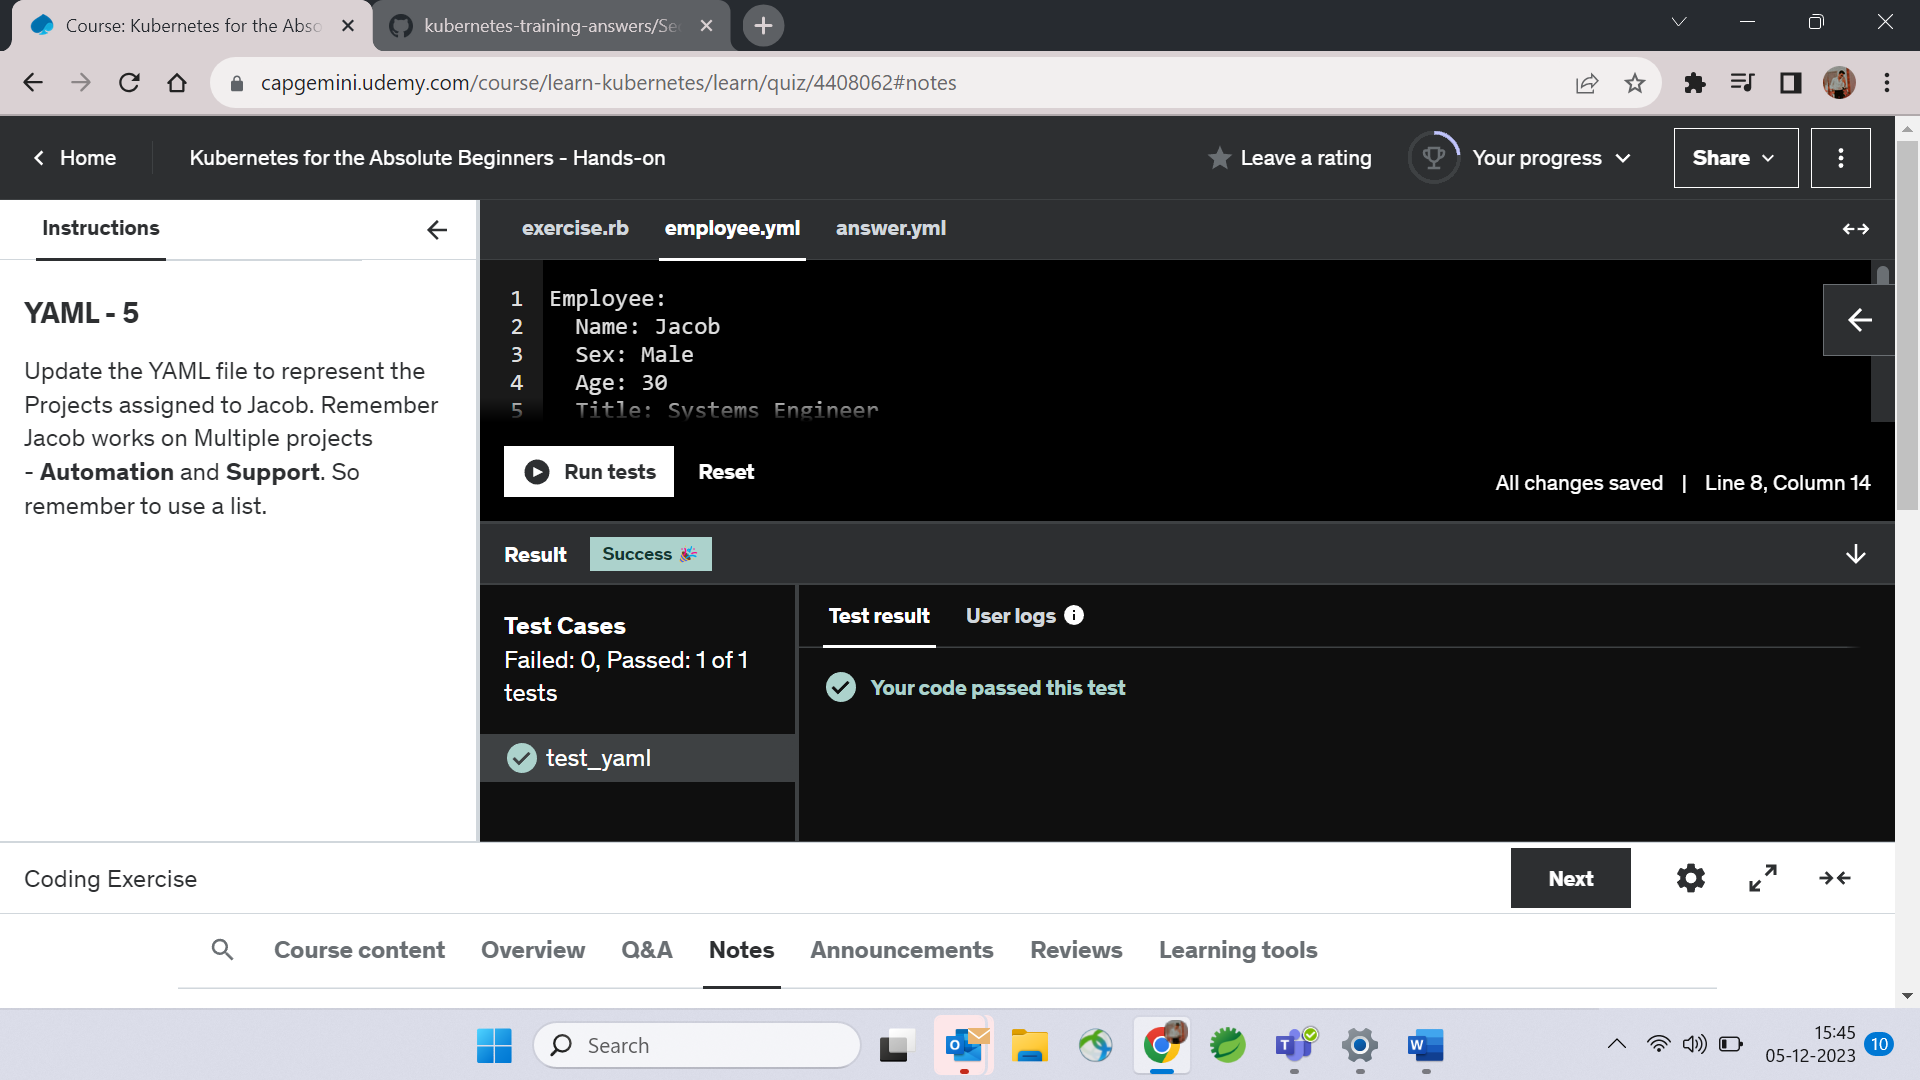 Course: Kubernetes for the Abso
kubernetes-training-answers/Se
capgemini.udemy.com/course/learn-kubernetes/learn/quiz/4408062#notes
Home
Kubernetes for the Absolute Beginners - Hands-on
Leave a rating
Your progress
Share
Instructions
exercise.rb
employee.yml
answer.yml
YAML - 5
Update the YAML file to represent the
Projects assigned to Jacob. Remember
Jacob works on Multiple projects
- Automation and Support. So
remember to use a list.
1 Employee:
2 Name: Jacob
3 Sex: Male
4 Age: 30
5 Title: Systems Engineer
Run tests
Reset
All changes saved | Line 8, Column 14
Result
Success
Test Cases
Failed: 0, Passed: 1 of 1
tests
test_yaml
Test result
User logs
Your code passed this test
Coding Exercise
Next
Course content
Overview
Q&A
Notes
Announcements
Reviews
Learning tools
Search
15:45
05-12-2023
10